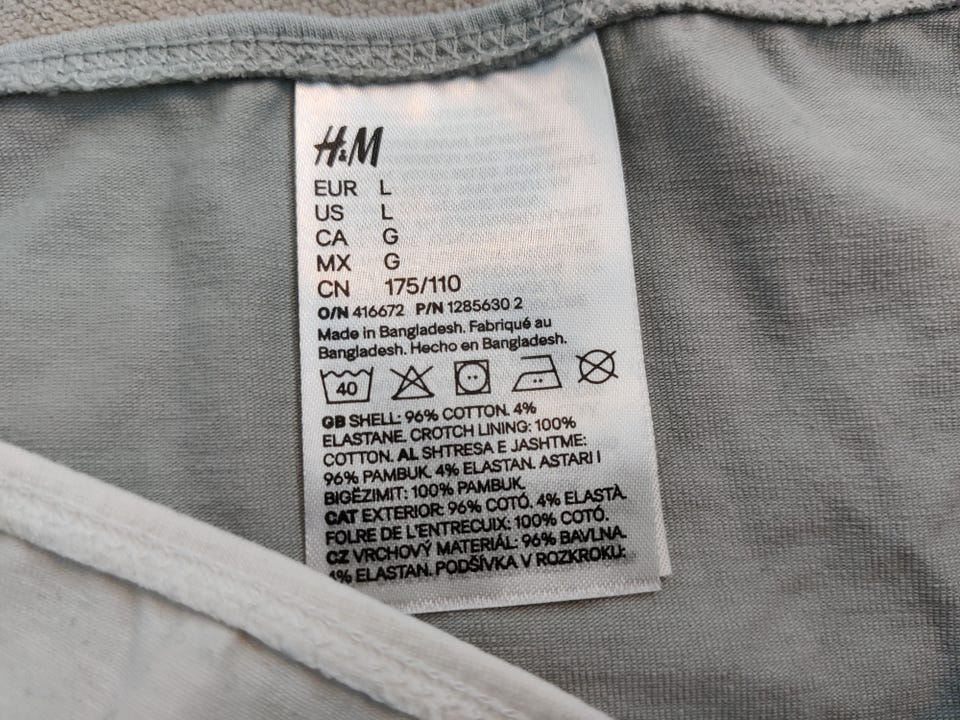 H&M
EUR L
US L
CA G
MX G
CN 175/110
O/N 416672 P/N 1285630 2
Made in Bangladesh. Fabriqué au
Bangladesh. Hecho en Bangladesh.
40
GB SHELL: 96% COTTON. 4%
ELASTANE. CROTCH LINING: 100%
COTTON. AL SHTRESA E JASHTME:
96% PAMBUK. 4% ELASTAN. ASTARI I
BIGËZIMIT: 100% PAMBUK.
CAT EXTERIOR: 96% COTÓ. 4% ELASTÀ.
FOLRE DE L'ENTRECUIX: 100% COTÓ.
CZ VRCHOVÝ MATERIÁL: 96% BAVLNA.
4% ELASTAN. PODŠÍVKA V ROZKROKU: